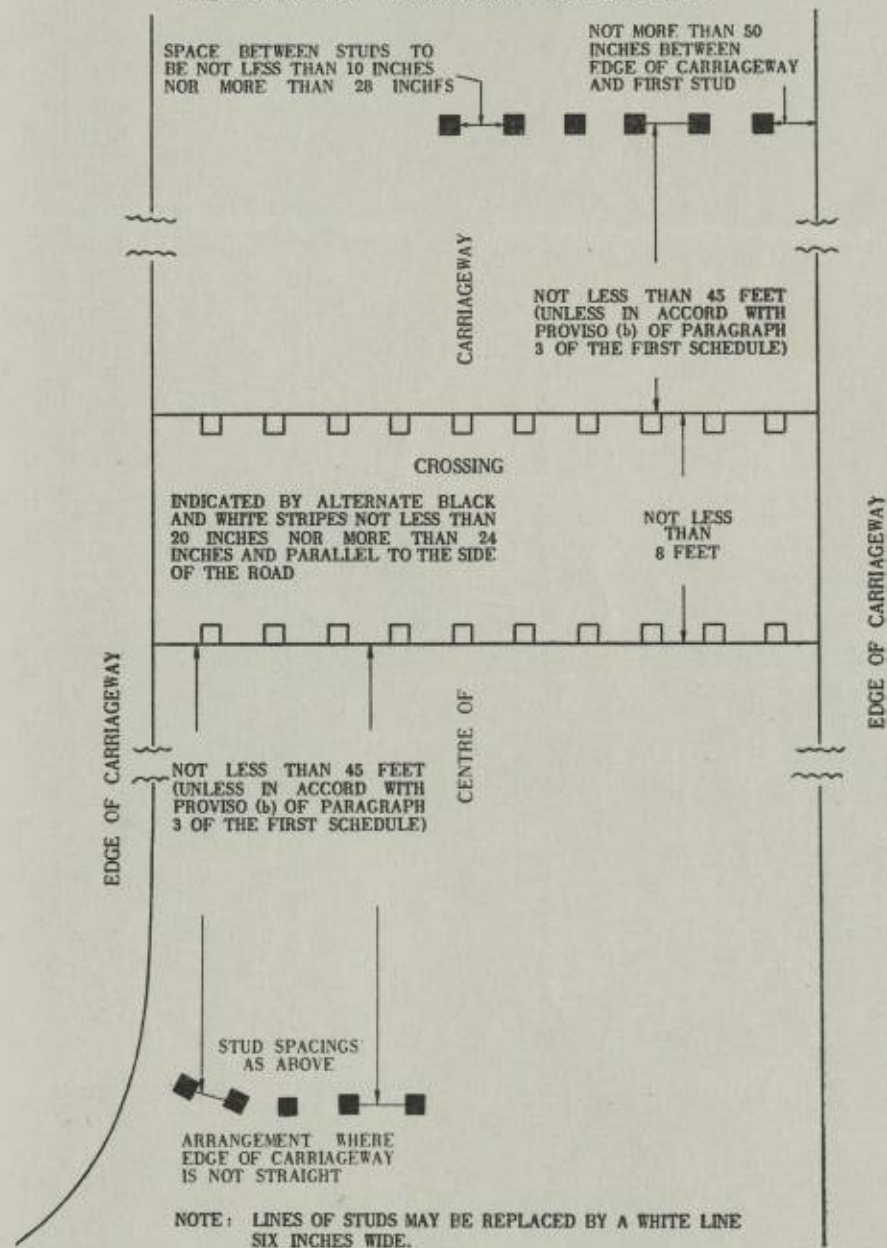 SPACE BETWEEN STUDS TO
BE NOT LESS THAN 10 INCHES
NOR MORE THAN 28 INCHES
NOT MORE THAN 50
INCHES BETWEEN
EDGE OF CARRIAGEWAY
AND FIRST STUD
CARRIAGEWAY
NOT LESS THAN 45 FEET
(UNLESS IN ACCORD WITH
PROVISO (b) OF PARAGRAPH
3 OF THE FIRST SCHEDULE)
CROSSING
INDICATED BY ALTERNATE BLACK
AND WHITE STRIPES NOT LESS THAN
20 INCHES NOR MORE THAN 24
INCHES AND PARALLEL TO THE SIDE
OF THE ROAD
NOT LESS
THAN
8 FEET
EDGE OF CARRIAGEWAY
EDGE OF CARRIAGEWAY
CENTRE OF
NOT LESS THAN 45 FEET
(UNLESS IN ACCORD WITH
PROVISO (b) OF PARAGRAPH
3 OF THE FIRST SCHEDULE)
STUD SPACINGS
AS ABOVE
ARRANGEMENT WHERE
EDGE OF CARRIAGEWAY
IS NOT STRAIGHT
NOTE: LINES OF STUDS MAY BE REPLACED BY A WHITE LINE
SIX INCHES WIDE.